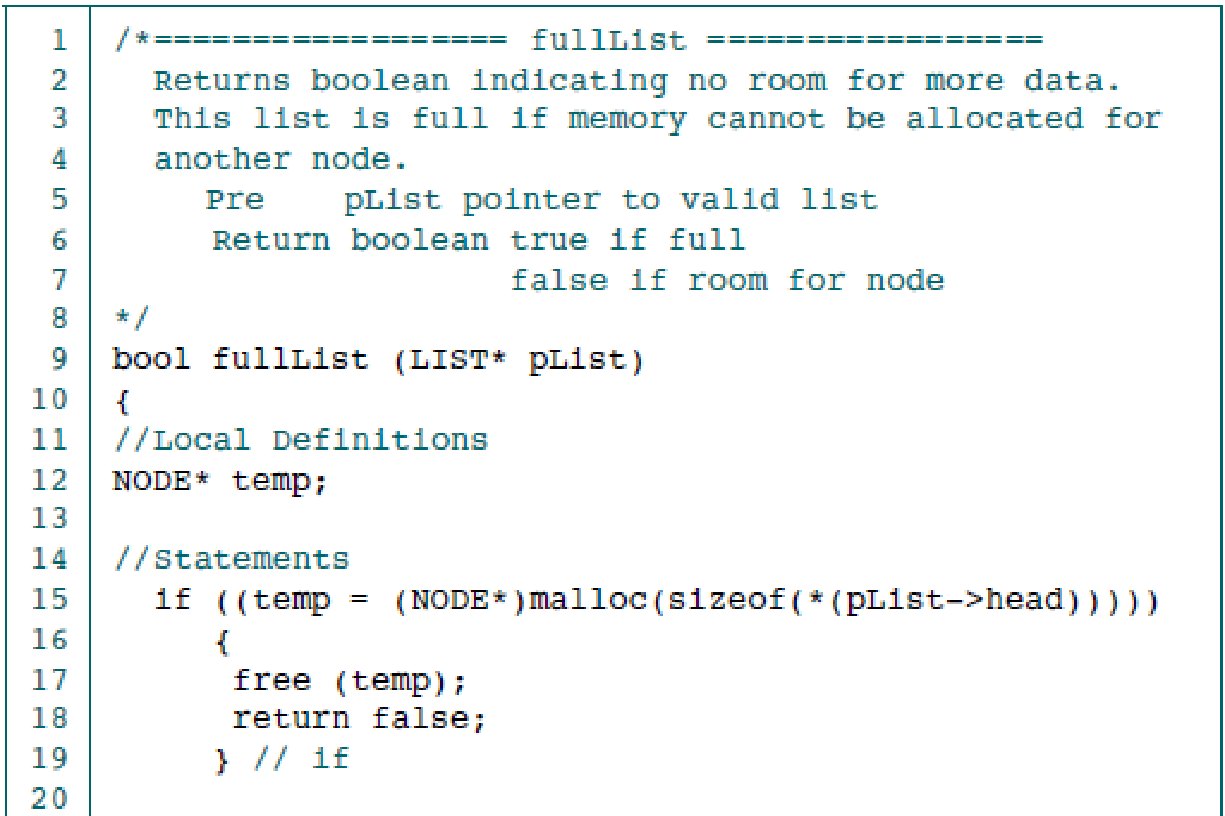 1 /*================== fullList =================
2 Returns boolean indicating no room for more data.
3 This list is full if memory cannot be allocated for
4 another node.
5 Pre pList pointer to valid list
6 Return boolean true if full
7 false if room for node
8 */
9 bool fullList (LIST* pList)
10 {
11 //Local Definitions
12 NODE* temp;
13
14 //Statements
15 if ((temp = (NODE*)malloc(sizeof(*(pList->head)))))
16 {
17 free (temp);
18 return false;
19 } // if
20